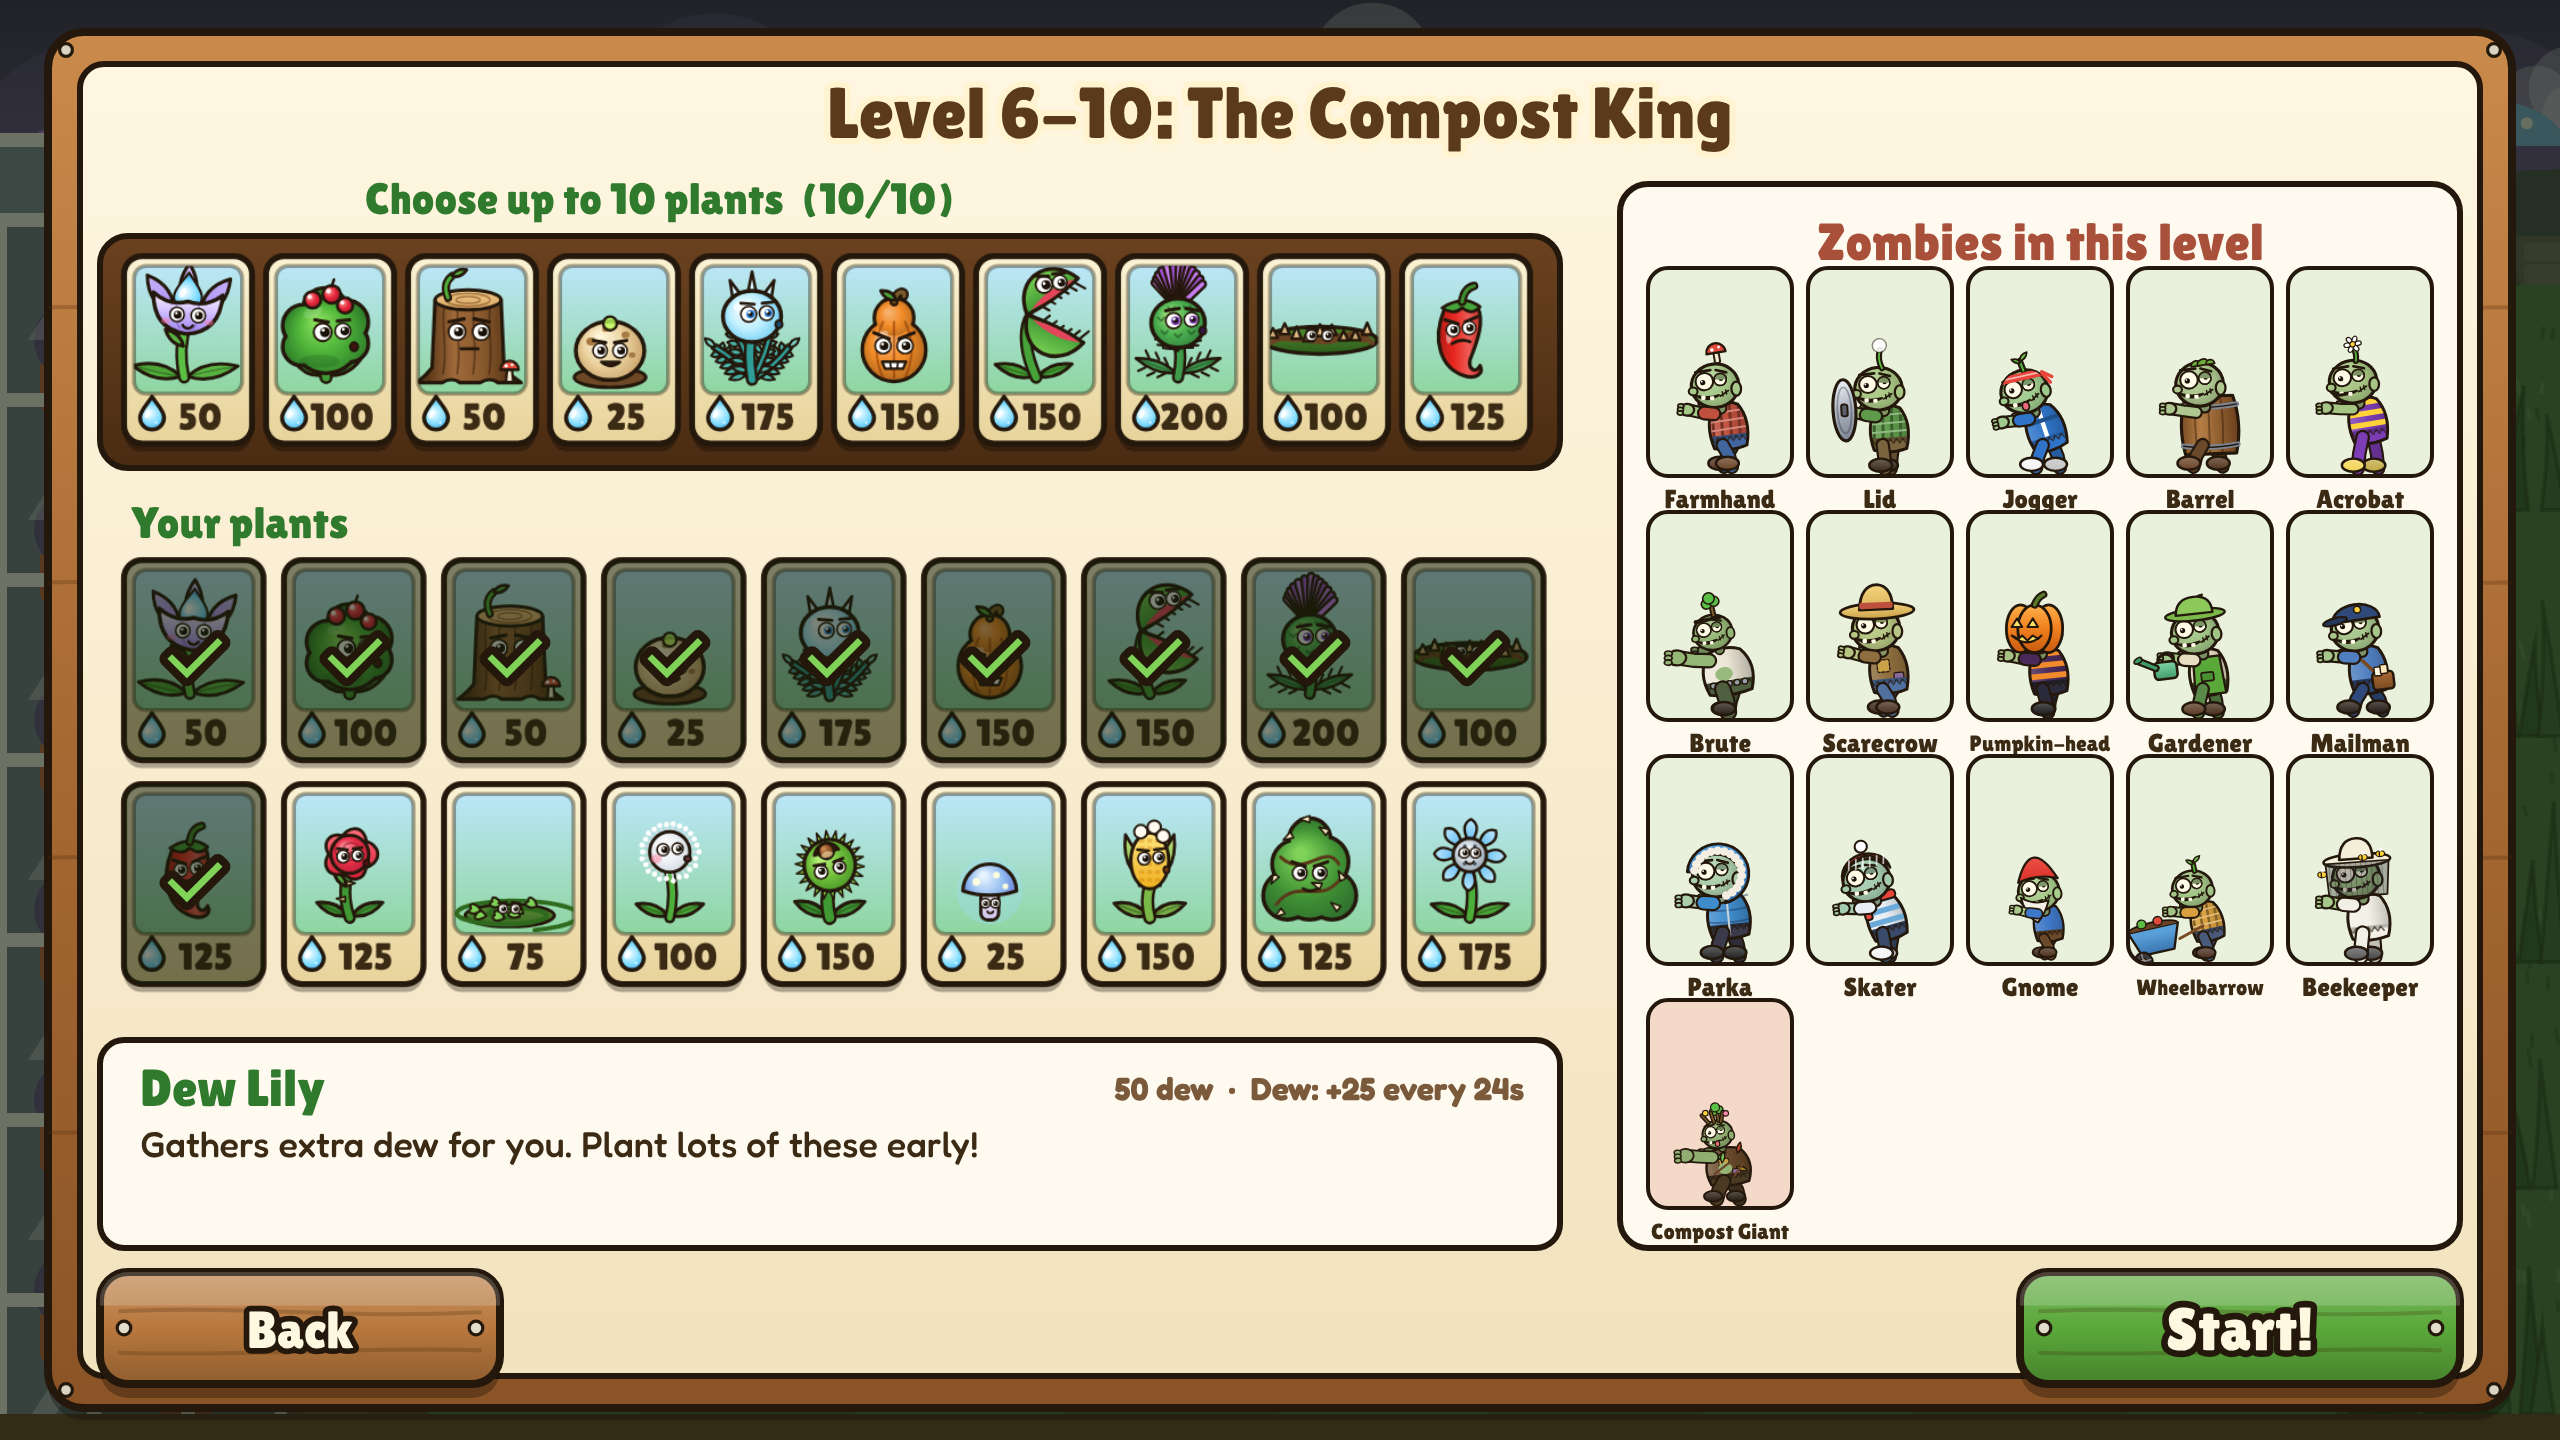 Level 6–10: The Compost King
Choose up to 10 plants (10/10)
50 100 50 25 175 150 150 200 100 125
Your plants
50 100 50 25 175 150 150 200 100
125 125 75 100 150 25 150 125 175
Dew Lily
50 dew · Dew: +25 every 24s
Gathers extra dew for you. Plant lots of these early!
Zombies in this level
Farmhand Lid Jogger Barrel Acrobat
Brute Scarecrow Pumpkin-head Gardener Mailman
Parka Skater Gnome Wheelbarrow Beekeeper
Compost Giant
Back
Start!